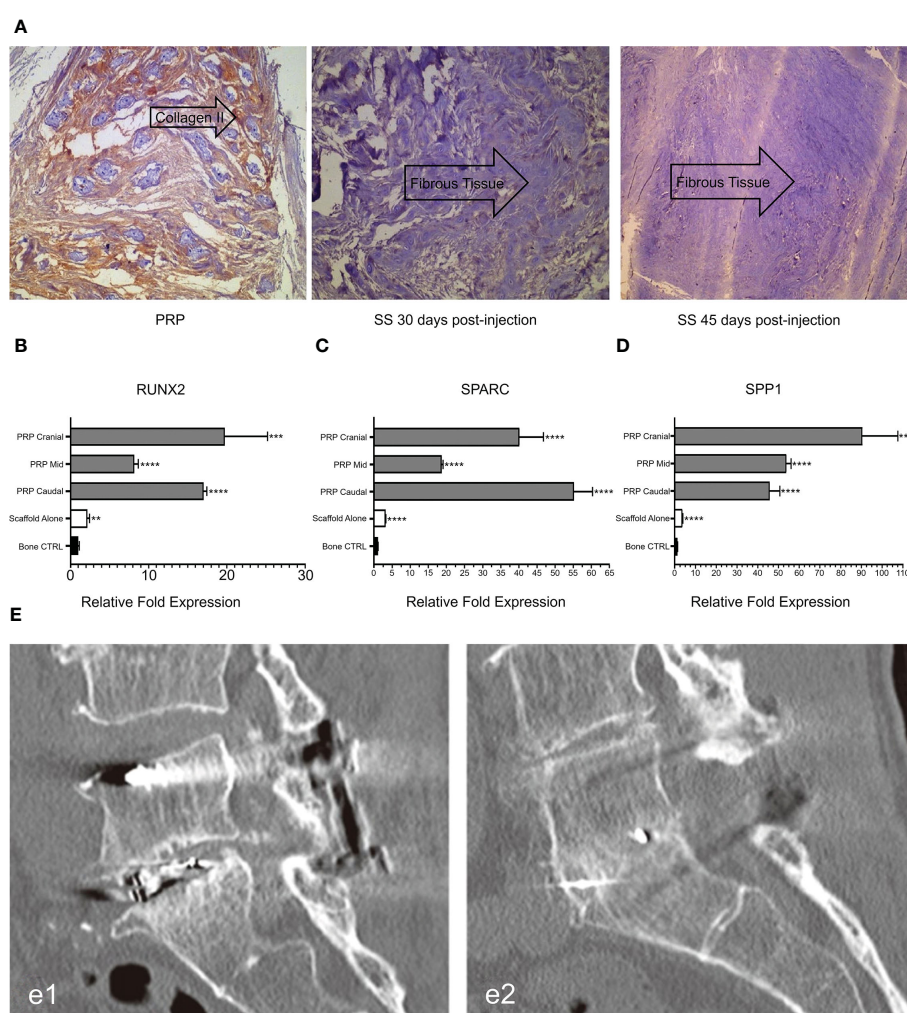 A
Collagen II
Fibrous Tissue
Fibrous Tissue
PRP
SS 30 days post-injection
SS 45 days post-injection
B
C
D
RUNX2
PRP Cranial
***
PRP Mid
****
PRP Caudal
****
Scaffold Alone
**
Bone CTRL
0 10 20 30
Relative Fold Expression
SPARC
PRP Cranial
****
PRP Mid
****
PRP Caudal
****
Scaffold Alone
****
Bone CTRL
0 5 10 15 20 25 30 35 40 45 50 55 60 65
Relative Fold Expression
SPP1
PRP Cranial
**
PRP Mid
****
PRP Caudal
****
Scaffold Alone
****
Bone CTRL
0 10 20 30 40 50 60 70 80 90 100 110
Relative Fold Expression
E
e1
e2